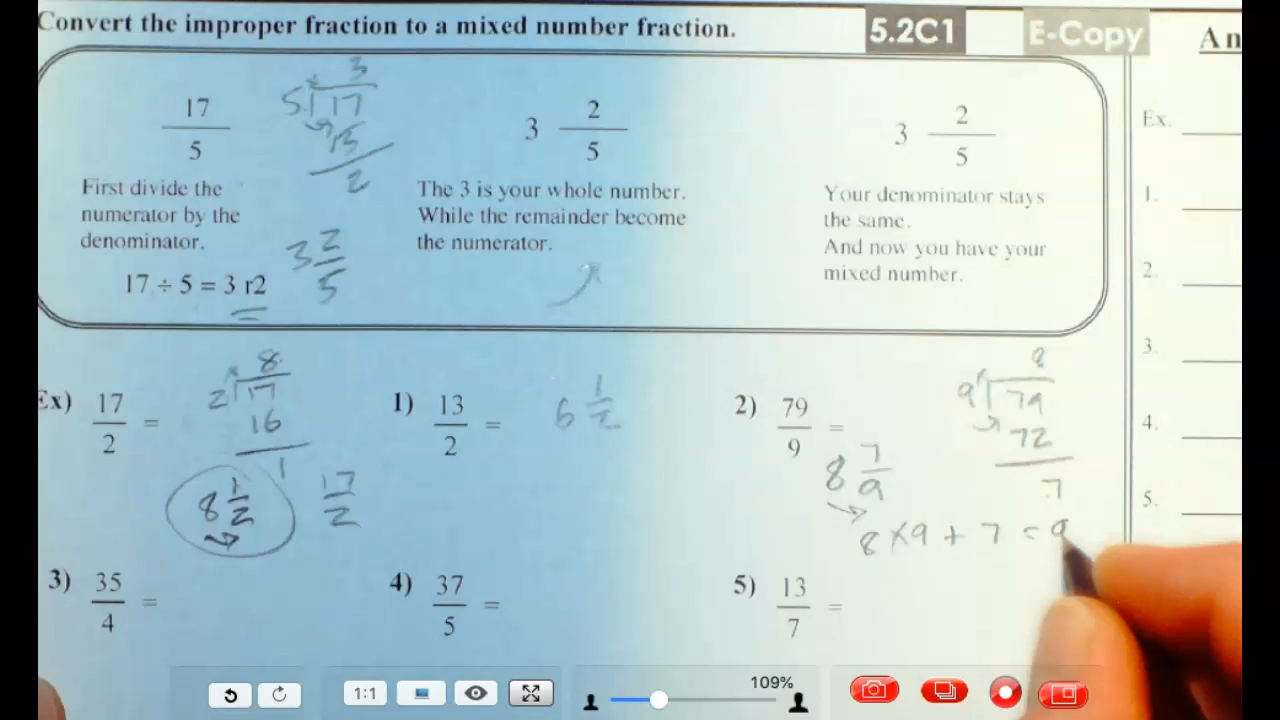 Convert the improper fraction to a mixed number fraction. 5.2C1 E-Copy An
17/5 3 2/5 3 2/5
3
5 17
15
2
First divide the numerator by the denominator.
17 ÷ 5 = 3 r2
3 2/5
The 3 is your whole number.
While the remainder become
the numerator.
Your denominator stays
the same.
And now you have your
mixed number.
Ex) 17/2 =
8
2 17
16
1
8 1/2 17/2
1) 13/2 = 6 1/2
2) 79/9 =
8
9 79
72
7
8 7/9
8 × 9 + 7 =
3) 35/4 =
4) 37/5 =
5) 13/7 =
Ex.
1.
2.
3.
4.
5.
1:1
109%